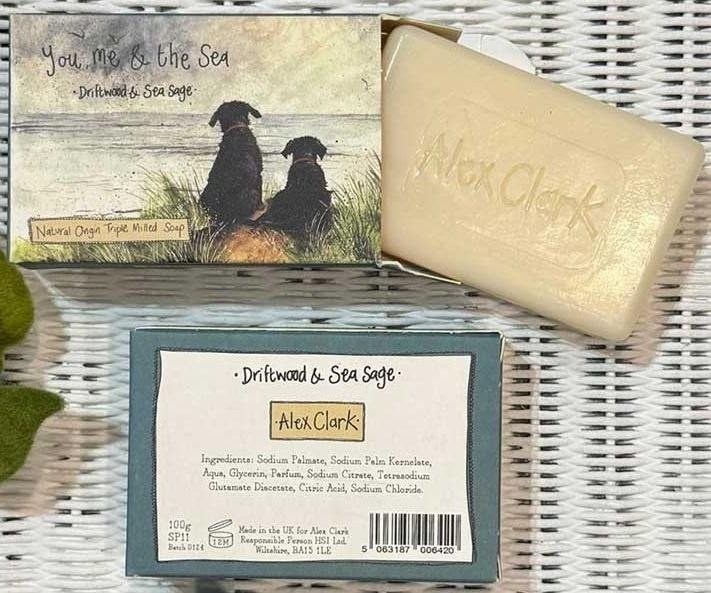 You, me & the Sea
·Driftwood & Sea Sage·
Natural Origin Triple Milled Soap
Alex Clark
·Driftwood & Sea Sage·
·Alex Clark·
Ingredients: Sodium Palmate, Sodium Palm Kernelate,
Aqua, Glycerin, Parfum, Sodium Citrate, Tetrasodium
Glutamate Diacetate, Citric Acid, Sodium Chloride.
100g
SP11
Batch 0124
12M
Made in the UK for Alex Clark
Responsible Person HSI Ltd.
Wiltshire, BA15 1LE
5 063187 006420